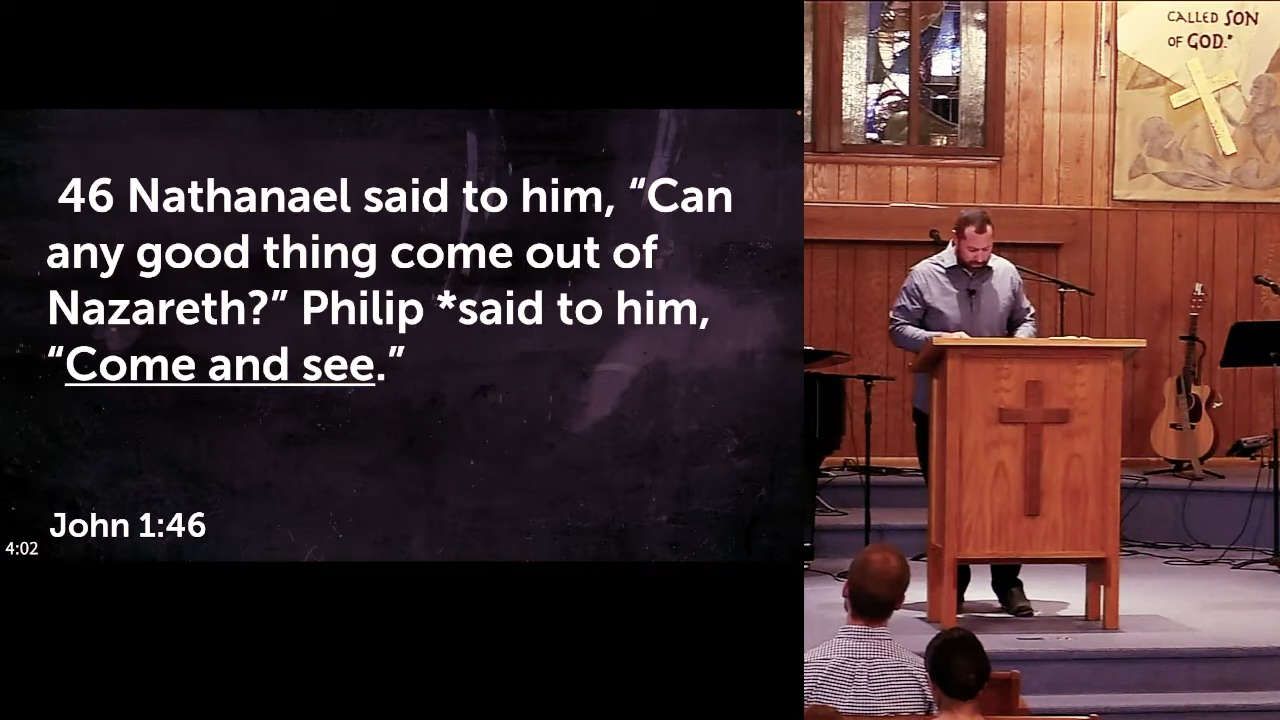 46 Nathanael said to him, “Can
any good thing come out of
Nazareth?” Philip *said to him,
“Come and see.”
John 1:46
4:02
CALLED SON
OF GOD."